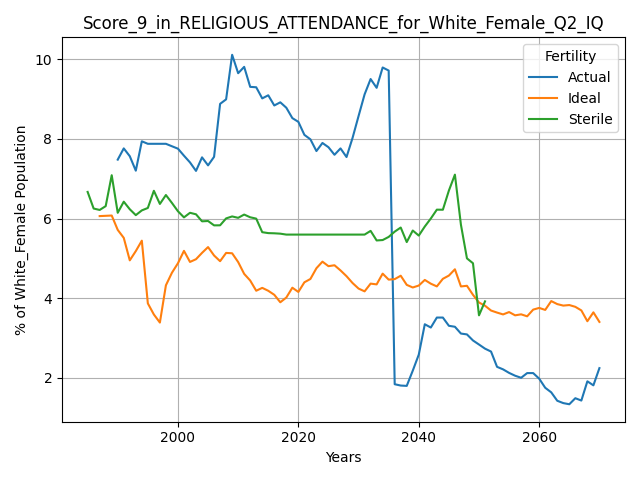 Score_9_in_RELIGIOUS_ATTENDANCE_for_White_Female_Q2_IQ
Fertility
Actual
Ideal
Sterile
% of White_Female Population
10
8
6
4
2
2000 2020 2040 2060
Years